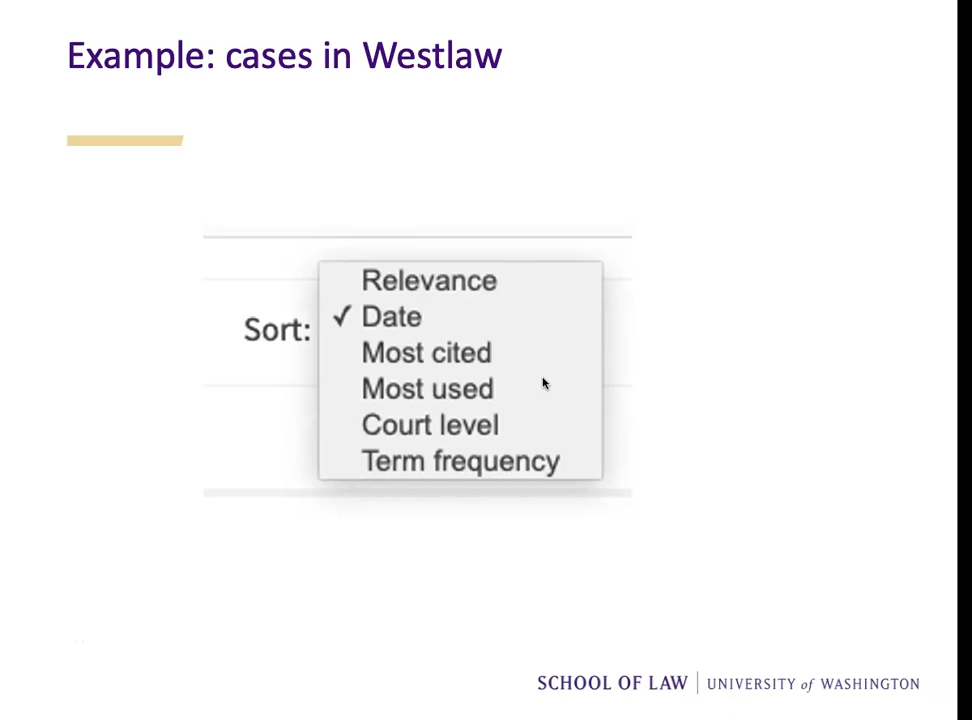 Example: cases in Westlaw
Relevance
Sort: ✓ Date
Most cited
Most used
Court level
Term frequency
SCHOOL OF LAW | UNIVERSITY of WASHINGTON